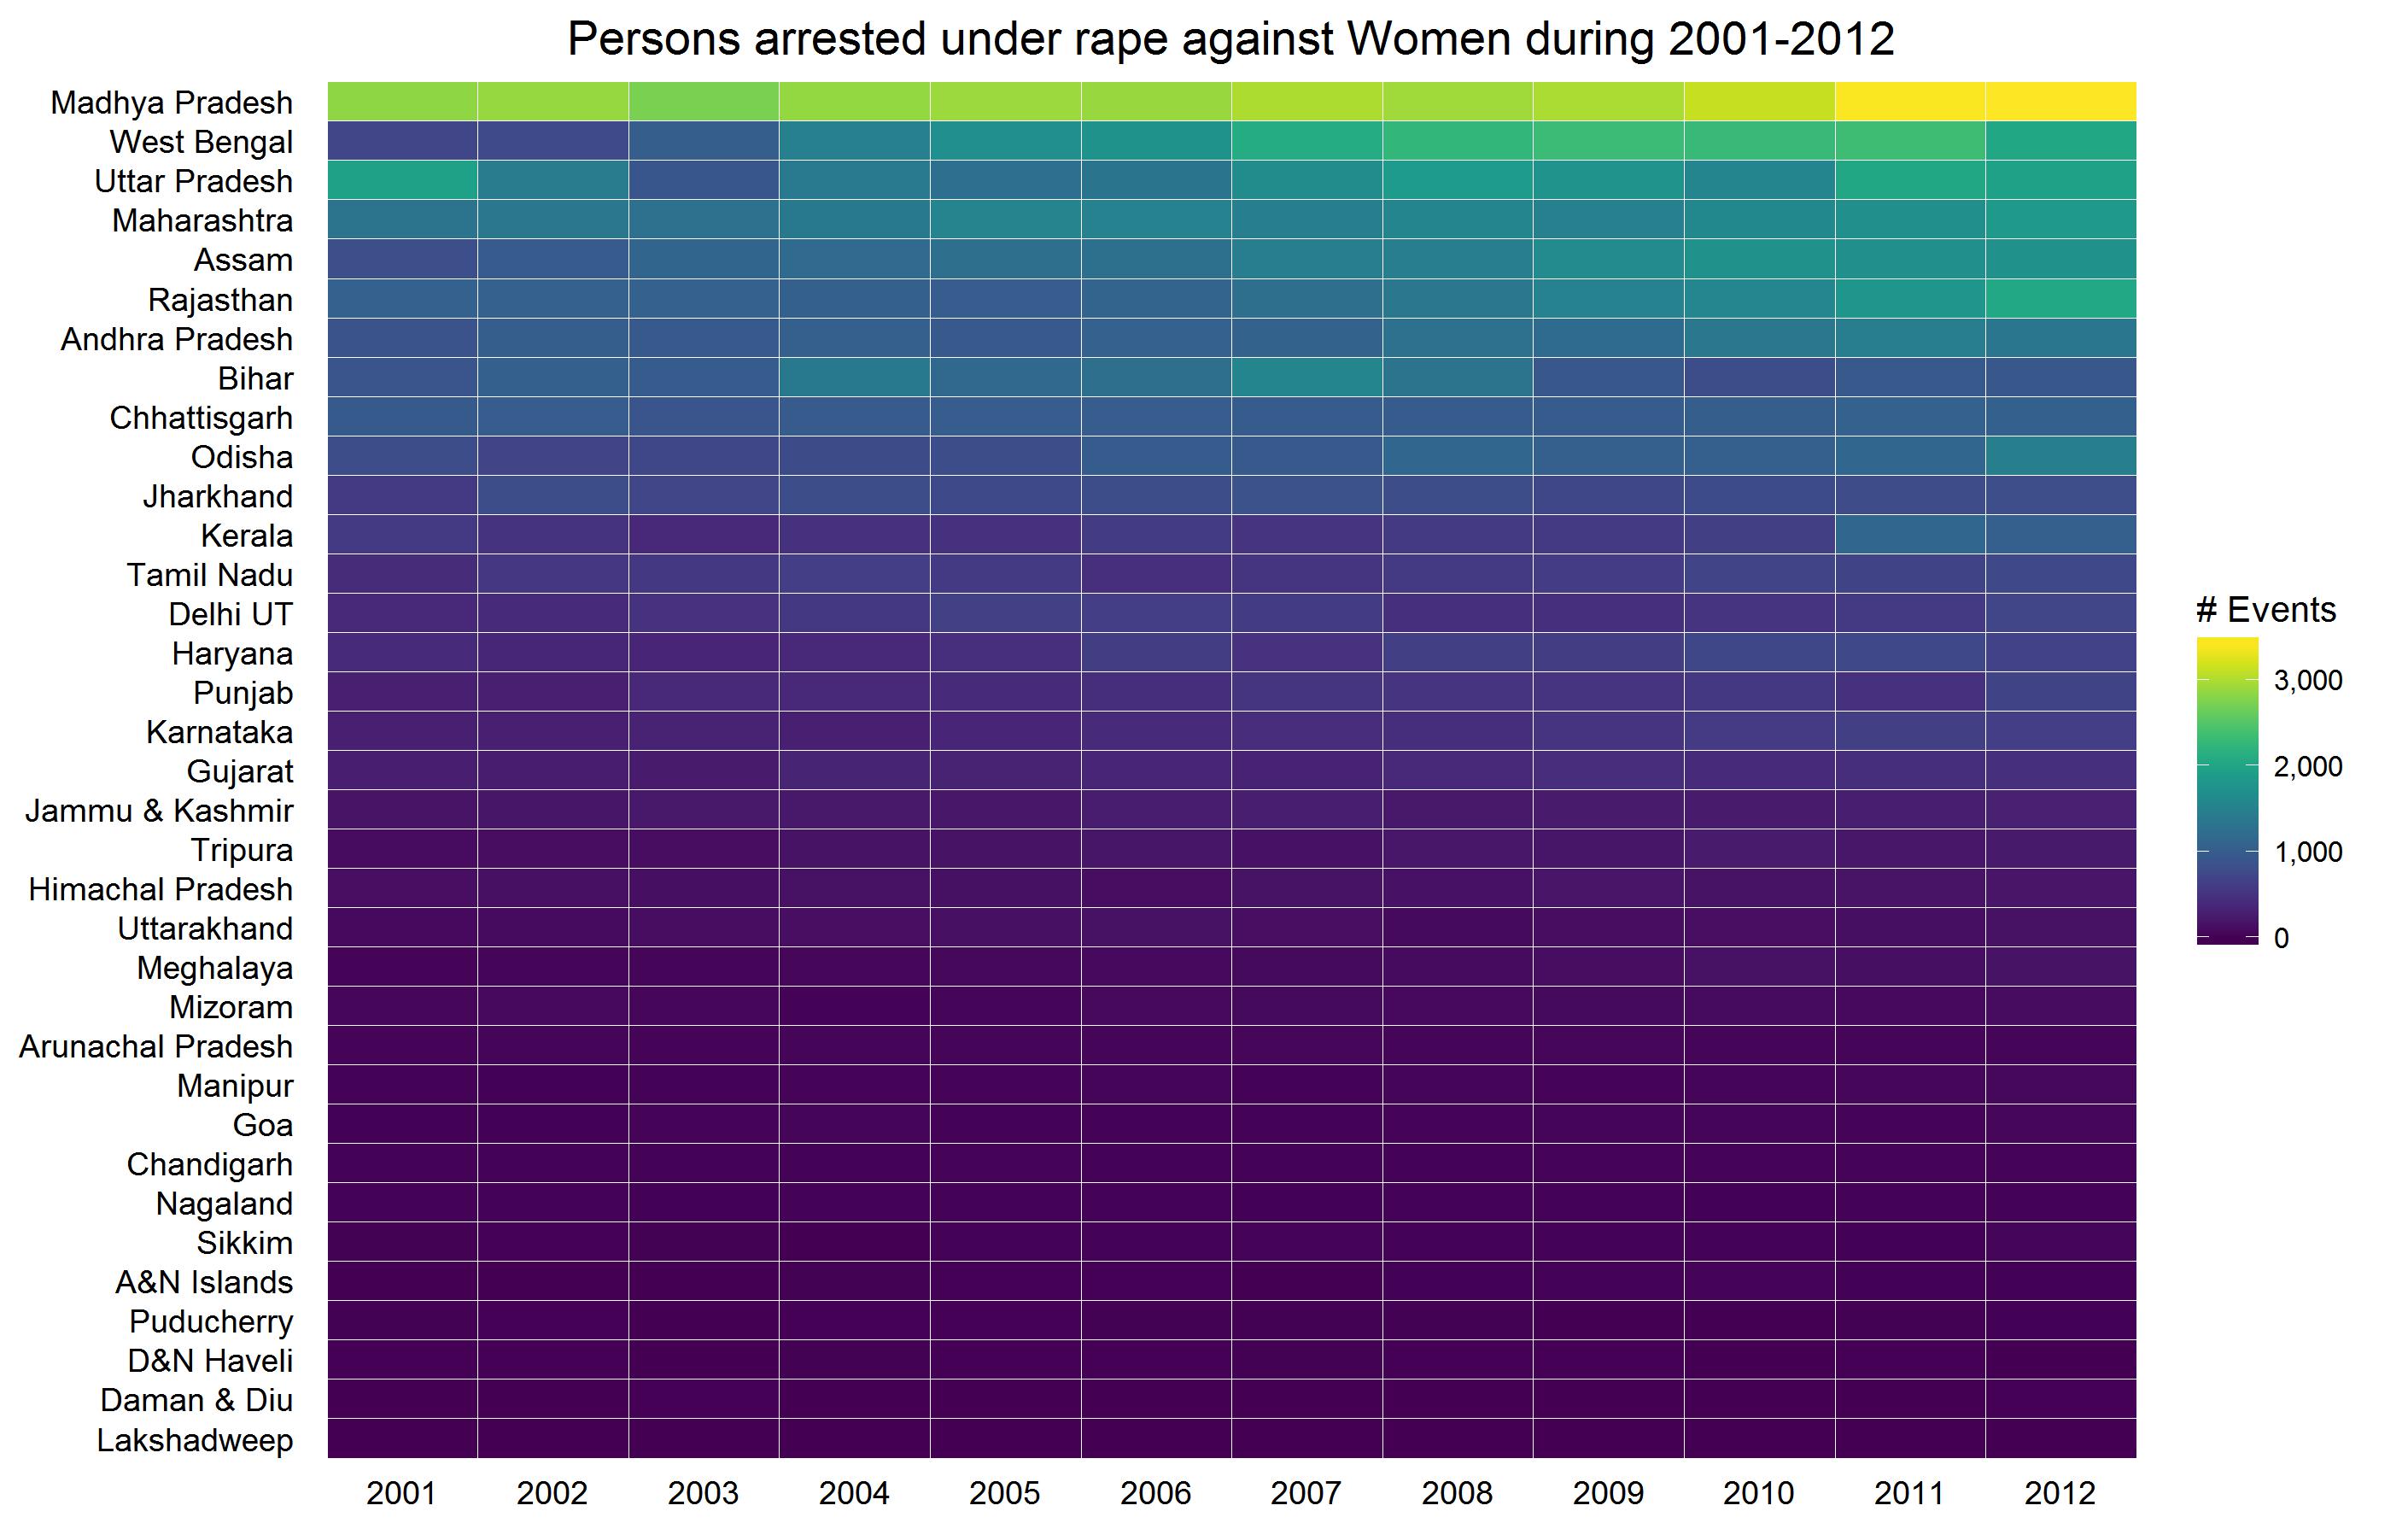 Persons arrested under rape against Women during 2001-2012
Madhya Pradesh
West Bengal
Uttar Pradesh
Maharashtra
Assam
Rajasthan
Andhra Pradesh
Bihar
Chhattisgarh
Odisha
Jharkhand
Kerala
Tamil Nadu
Delhi UT
Haryana
Punjab
Karnataka
Gujarat
Jammu & Kashmir
Tripura
Himachal Pradesh
Uttarakhand
Meghalaya
Mizoram
Arunachal Pradesh
Manipur
Goa
Chandigarh
Nagaland
Sikkim
A&N Islands
Puducherry
D&N Haveli
Daman & Diu
Lakshadweep
2001 2002 2003 2004 2005 2006 2007 2008 2009 2010 2011 2012
# Events
3,000
2,000
1,000
0